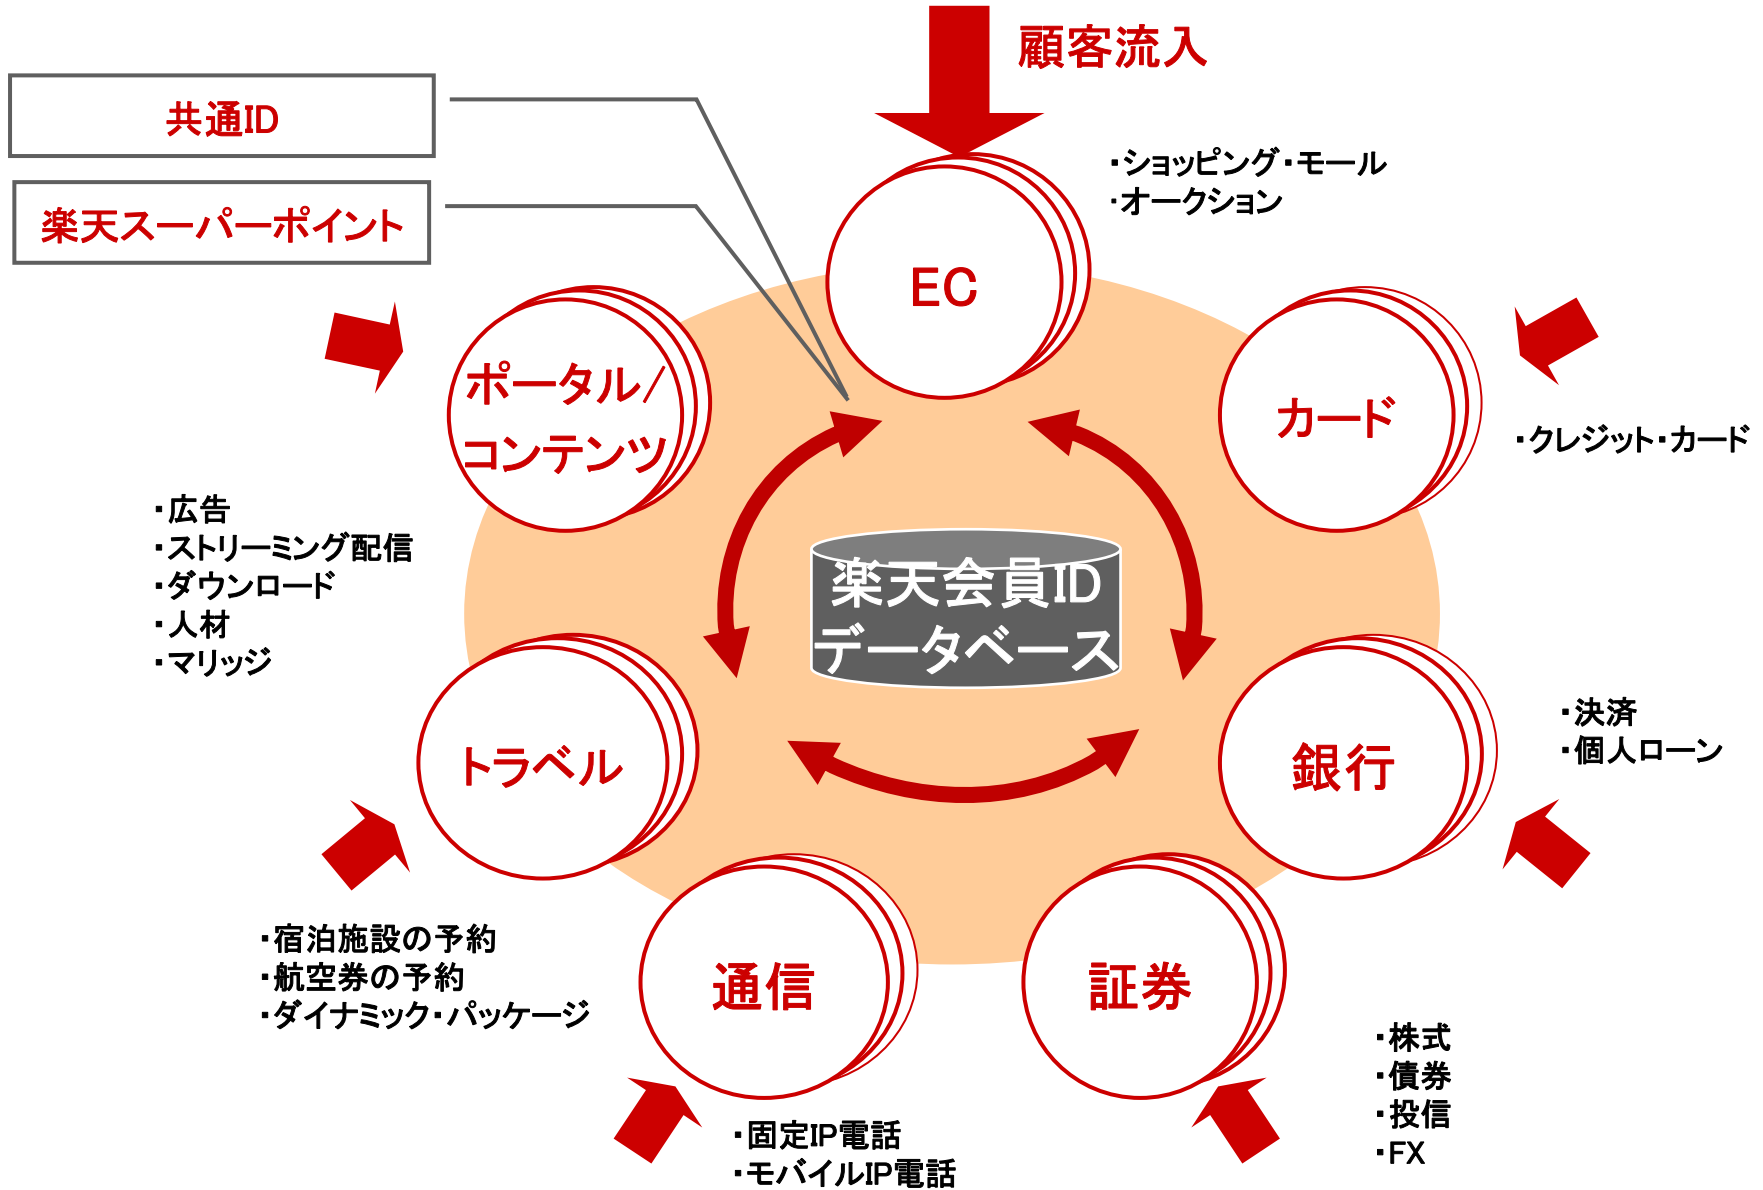 顧客流入
共通ID
楽天スーパーポイント
・ショッピング・モール
・オークション
EC
ポータル/
コンテンツ
カード
・クレジット・カード
・広告
・ストリーミング配信
・ダウンロード
・人材
・マリッジ
楽天会員ID
データベース
トラベル
銀行
・決済
・個人ローン
・宿泊施設の予約
・航空券の予約
・ダイナミック・パッケージ
通信
証券
・株式
・債券
・投信
・FX
・固定IP電話
・モバイルIP電話